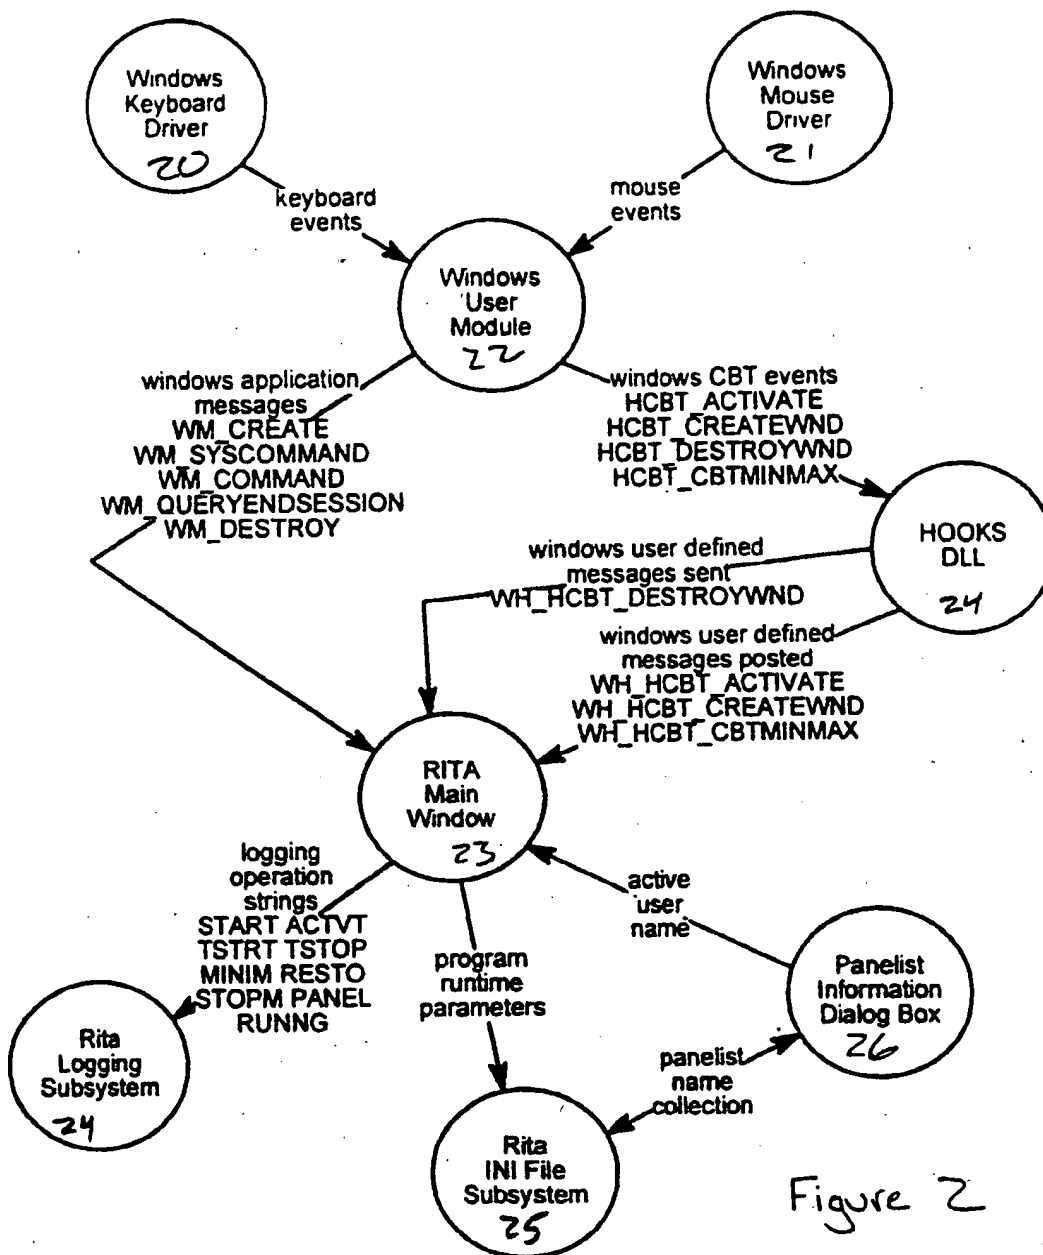 Windows
Keyboard
Driver
20
Windows
Mouse
Driver
21
keyboard
events
mouse
events
Windows
User
Module
22
windows application
messages
WM_CREATE
WM_SYSCOMMAND
WM_COMMAND
WM_QUERYENDSESSION
WM_DESTROY
windows CBT events
HCBT_ACTIVATE
HCBT_CREATEWND
HCBT_DESTROYWND
HCBT_CBTMINMAX
HOOKS
DLL
24
windows user defined
messages sent
WH_HCBT_DESTROYWND
windows user defined
messages posted
WH_HCBT_ACTIVATE
WH_HCBT_CREATEWND
WH_HCBT_CBTMINMAX
RITA
Main
Window
23
logging
operation
strings
START ACTVT
TSTRT TSTOP
MINIM RESTO
STOPM PANEL
RUNNG
program
runtime
parameters
active
user
name
Panelist
Information
Dialog Box
26
panelist
name
collection
Rita
Logging
Subsystem
24
Rita
INI File
Subsystem
25
Figure 2